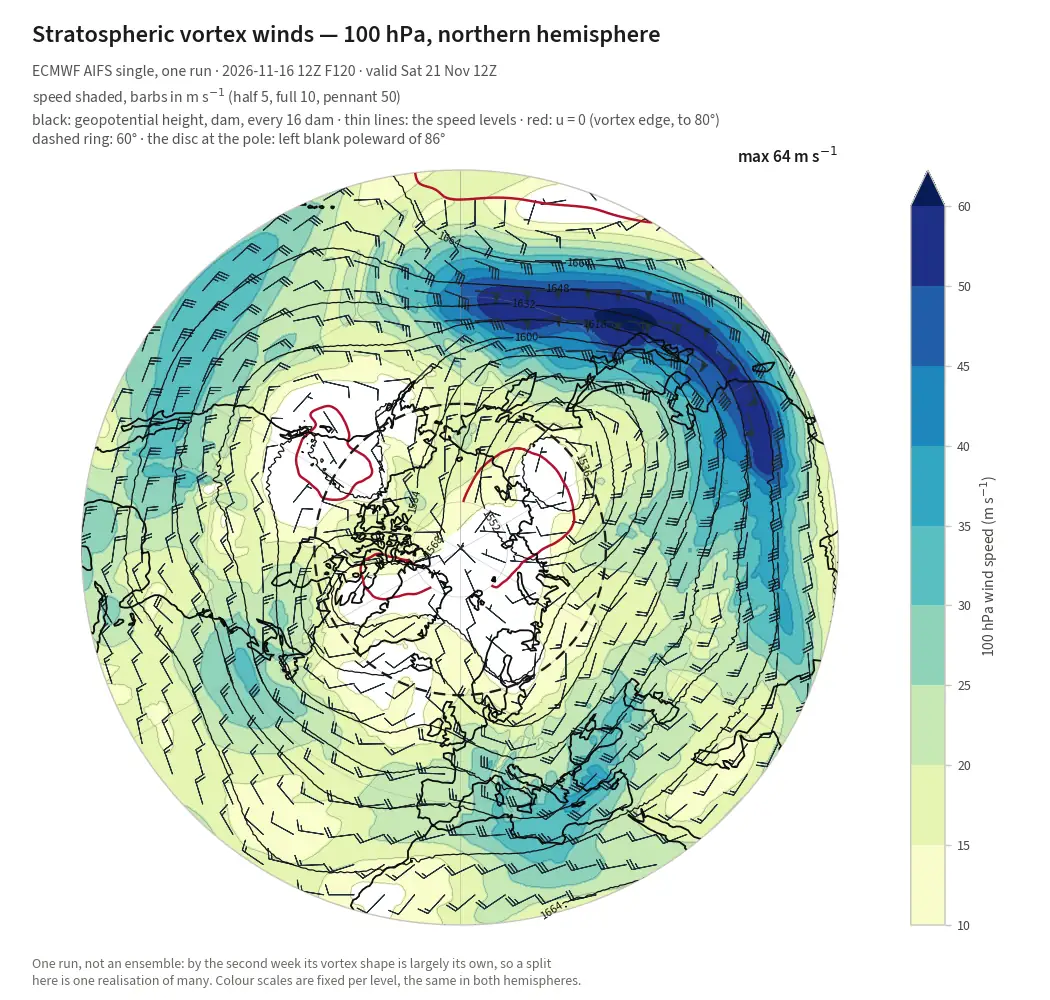 Stratospheric vortex winds — 100 hPa, northern hemisphere
ECMWF AIFS single, one run · 2026-11-16 12Z F120 · valid Sat 21 Nov 12Z
speed shaded, barbs in m s⁻¹ (half 5, full 10, pennant 50)
black: geopotential height, dam, every 16 dam · thin lines: the speed levels · red: u = 0 (vortex edge, to 80°)
dashed ring: 60° · the disc at the pole: left blank poleward of 86°
max 64 m s⁻¹
1664
1648
1632
1600
1584
1552
1568
1664
60
50
45
40
35
30
25
20
15
10
100 hPa wind speed (m s⁻¹)
One run, not an ensemble: by the second week its vortex shape is largely its own, so a split
here is one realisation of many. Colour scales are fixed per level, the same in both hemispheres.